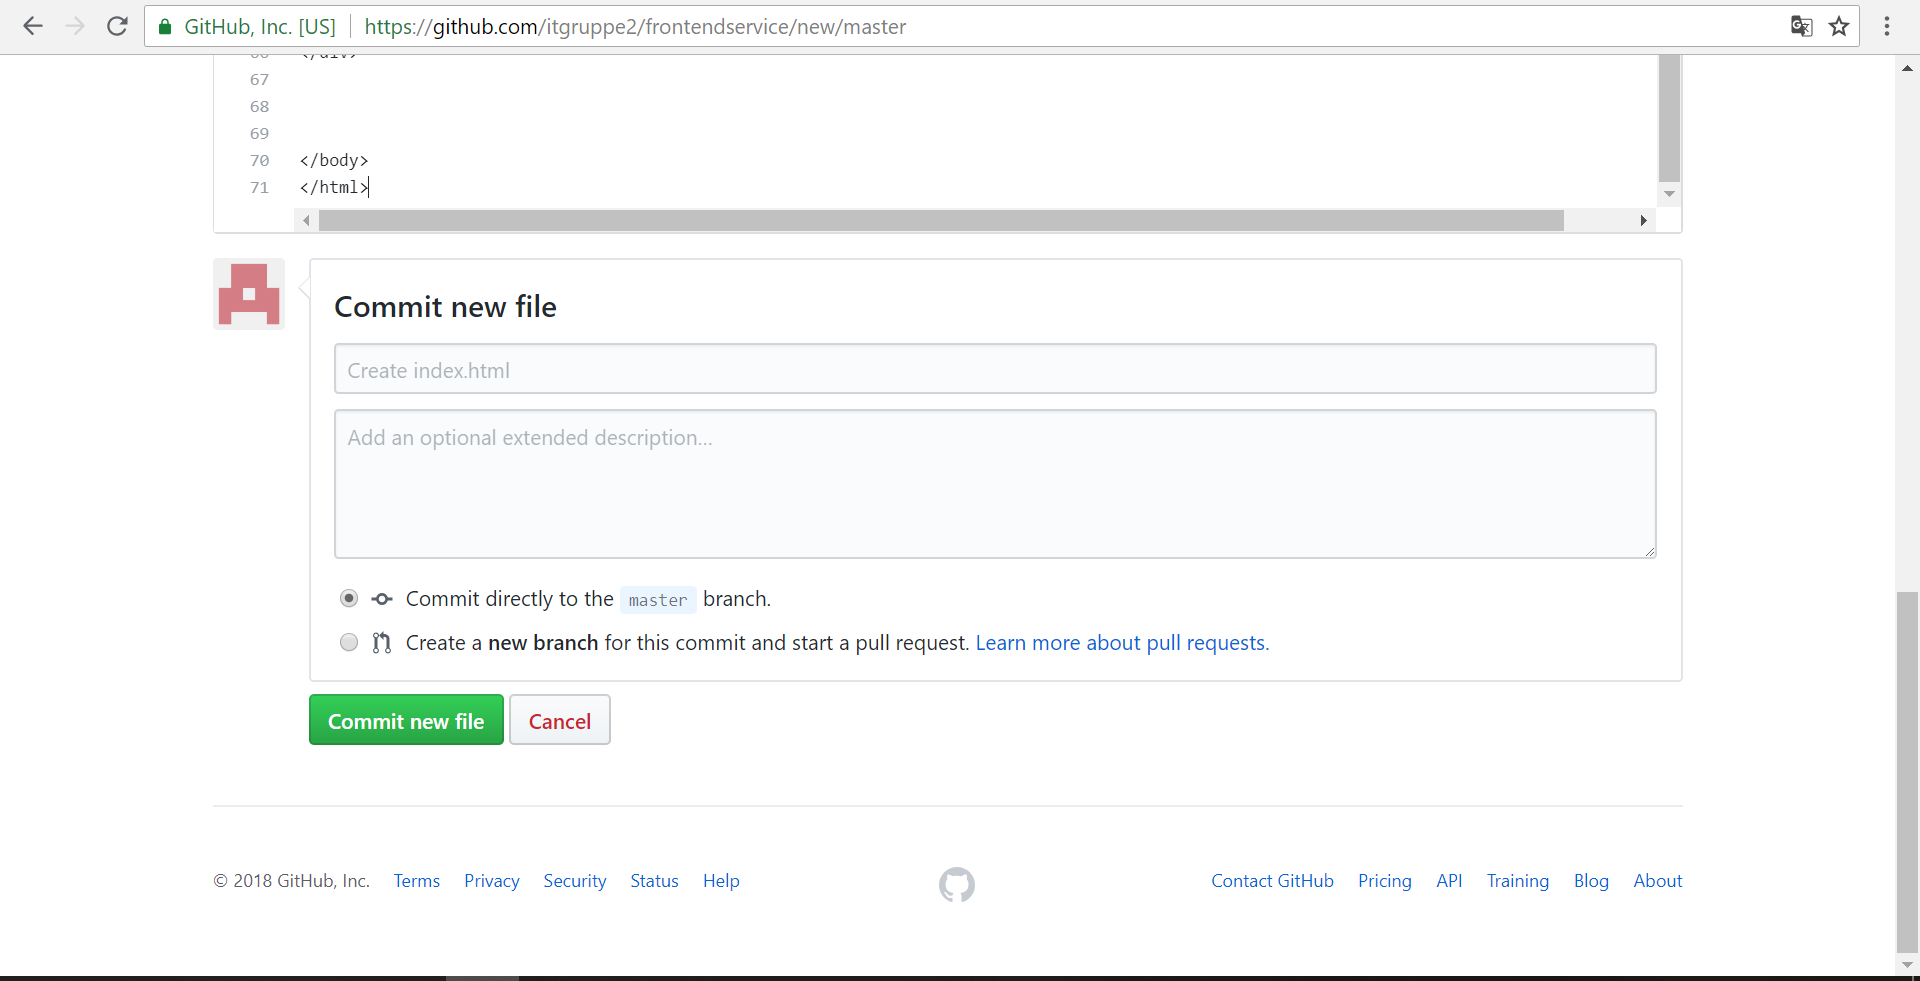 GitHub, Inc. [US] https://github.com/itgruppe2/frontendservice/new/master
66 </div>
67
68
69
70 </body>
71 </html>
Commit new file
Create index.html
Add an optional extended description...
Commit directly to the master branch.
Create a new branch for this commit and start a pull request. Learn more about pull requests.
Commit new file Cancel
© 2018 GitHub, Inc. Terms Privacy Security Status Help Contact GitHub Pricing API Training Blog About